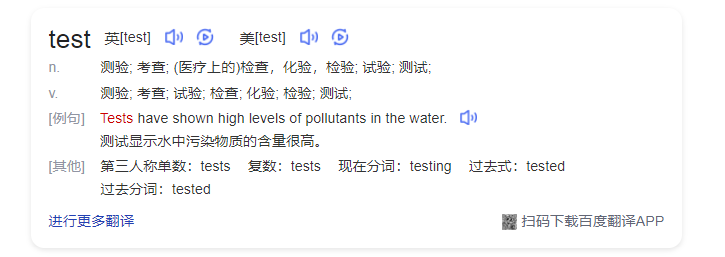 test 英[test] 美[test]
n. 测验; 考查; (医疗上的)检查，化验，检验; 试验; 测试;
v. 测验; 考查; 试验; 检查; 化验; 检验; 测试;
[例句] Tests have shown high levels of pollutants in the water.
测试显示水中污染物质的含量很高。
[其他] 第三人称单数：tests 复数：tests 现在分词：testing 过去式：tested
过去分词：tested
进行更多翻译 扫码下载百度翻译APP